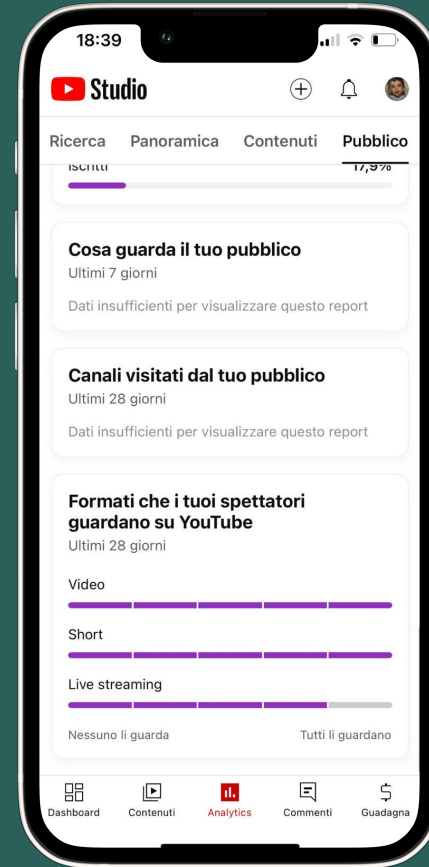 18:39
Studio
Ricerca Panoramica Contenuti Pubblico
Iscritti 17,9%
Cosa guarda il tuo pubblico
Ultimi 7 giorni
Dati insufficienti per visualizzare questo report
Canali visitati dal tuo pubblico
Ultimi 28 giorni
Dati insufficienti per visualizzare questo report
Formati che i tuoi spettatori
guardano su YouTube
Ultimi 28 giorni
Video
Short
Live streaming
Nessuno li guarda Tutti li guardano
Dashboard Contenuti Analytics Commenti Guadagna